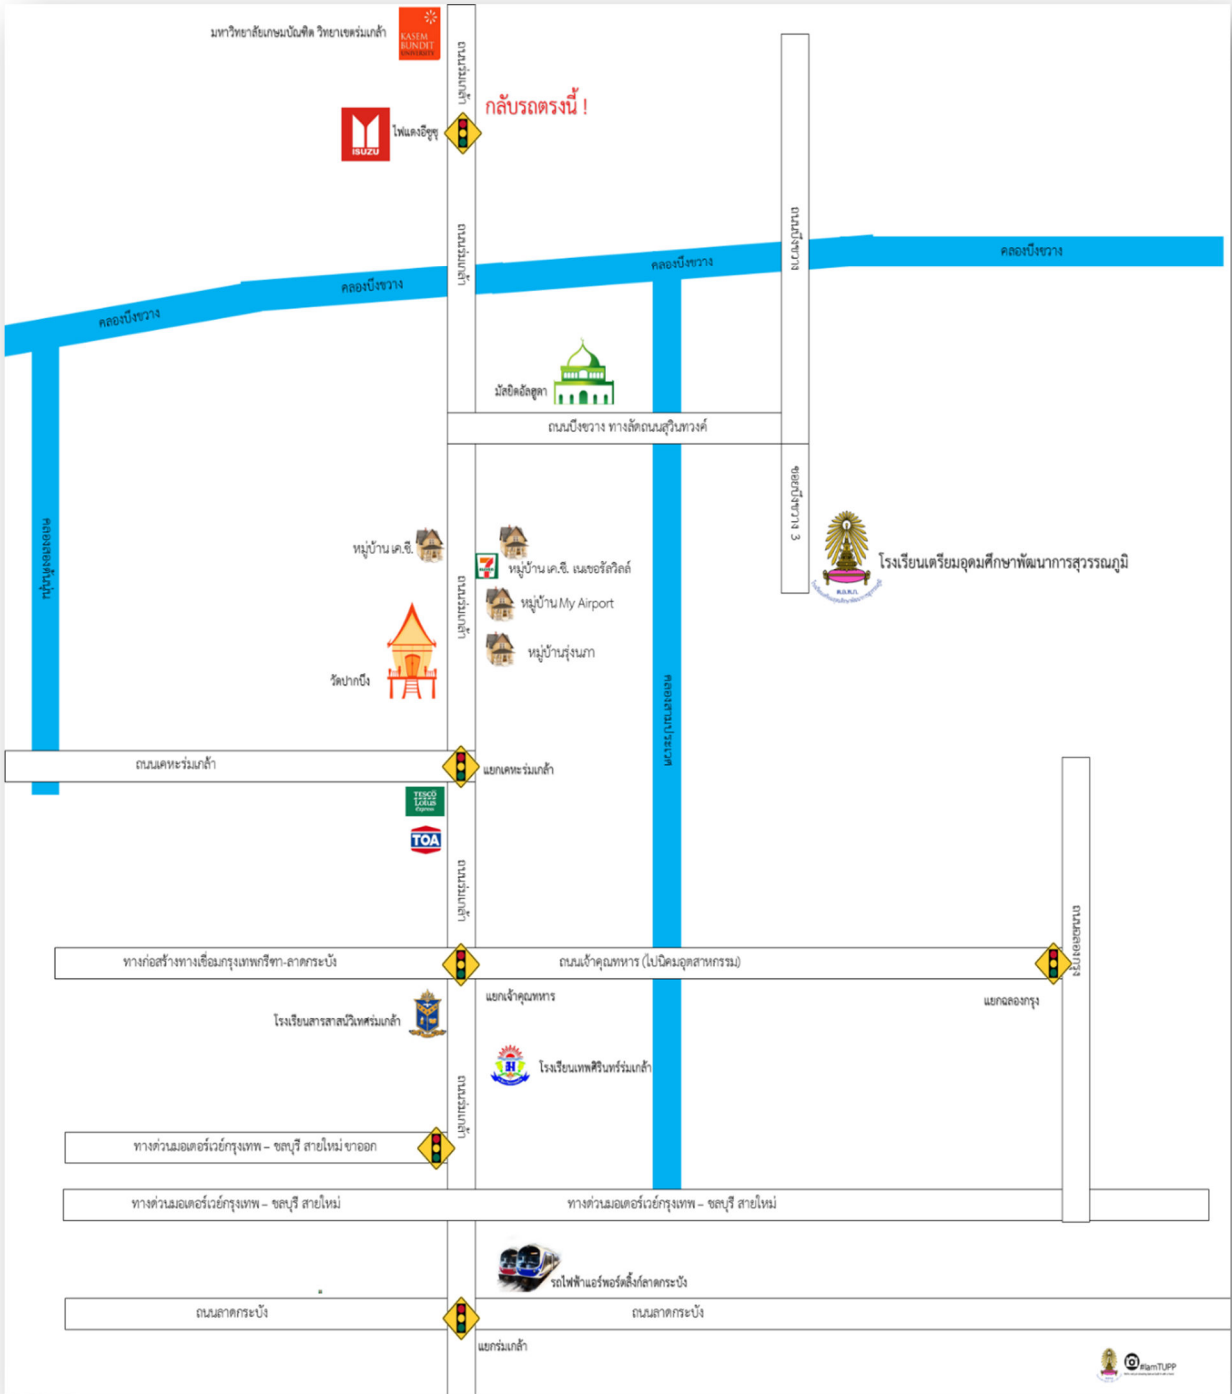 มหาวิทยาลัยเกษมบัณฑิต วิทยาเขตร่มเกล้า
KASEM
BUNDIT
UNIVERSITY
ถนนร่มเกล้า
กลับรถตรงนี้ !
ISUZU
ไฟแดงอีซูซุ
ถนนร่มเกล้า
ถนนบึงขวาง
คลองบึงขวาง
คลองบึงขวาง
คลองบึงขวาง
คลองบึงขวาง
มัสยิดอัลฮูดา
ถนนบึงขวาง ทางลัดถนนสุวินทวงศ์
ซอยบึงขวาง 3
คลองสองต้นนุ่น
หมู่บ้าน เค.ซี.
หมู่บ้าน เค.ซี. เนเชอรัลวิลล์
โรงเรียนเตรียมอุดมศึกษาพัฒนาการสุวรรณภูมิ
ต.อ.พ.ภ.
หมู่บ้าน My Airport
ถนนร่มเกล้า
หมู่บ้านรุ่งนภา
วัดปากบึง
คลองสามประเวศ
ถนนเคหะร่มเกล้า
แยกเคหะร่มเกล้า
TESCO
Lotus
express
TOA
ถนนร่มเกล้า
ถนนฉลองกรุง
ทางก่อสร้างทางเชื่อมกรุงเทพกรีฑา-ลาดกระบัง
ถนนเจ้าคุณทหาร (ไปนิคมอุตสาหกรรม)
แยกเจ้าคุณทหาร
แยกฉลองกรุง
โรงเรียนสารสาสน์วิเทศร่มเกล้า
โรงเรียนเทพศิรินทร์ร่มเกล้า
ถนนร่มเกล้า
ทางด่วนมอเตอร์เวย์กรุงเทพ – ชลบุรี สายใหม่ ขาออก
ทางด่วนมอเตอร์เวย์กรุงเทพ – ชลบุรี สายใหม่
ทางด่วนมอเตอร์เวย์กรุงเทพ – ชลบุรี สายใหม่
รถไฟฟ้าแอร์พอร์ตลิ้งก์ลาดกระบัง
ถนนลาดกระบัง
ถนนลาดกระบัง
แยกร่มเกล้า
#IamTUPP